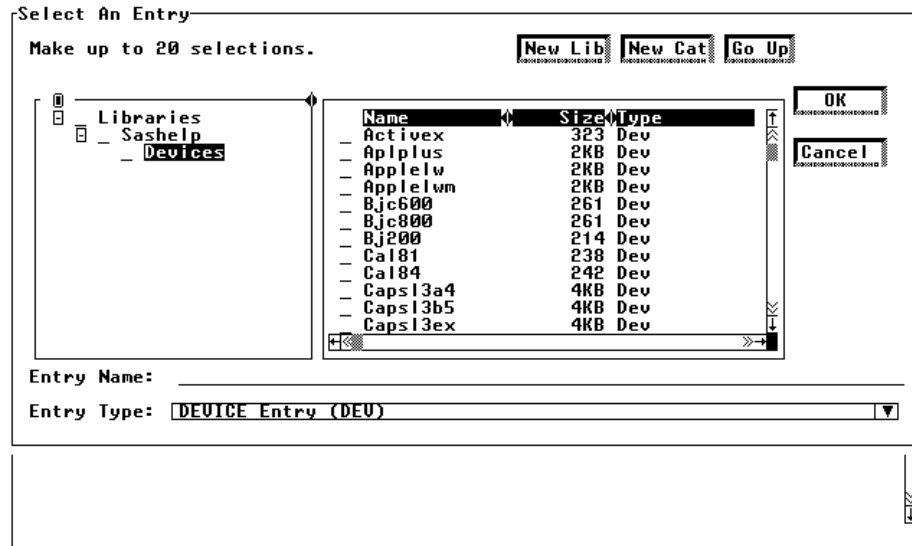 Select An Entry
Make up to 20 selections.
New Lib New Cat Go Up
OK
Cancel
Libraries
Sashelp
Devices
Name Size Type
_ Activex 323 Dev
_ Aplplus 2KB Dev
_ Applelw 2KB Dev
_ Applelwm 2KB Dev
_ Bjc600 261 Dev
_ Bjc800 261 Dev
_ Bj200 214 Dev
_ Cal81 238 Dev
_ Cal84 242 Dev
_ Capsl3a4 4KB Dev
_ Capsl3b5 4KB Dev
_ Capsl3ex 4KB Dev
Entry Name:
Entry Type: DEVICE Entry (DEV)